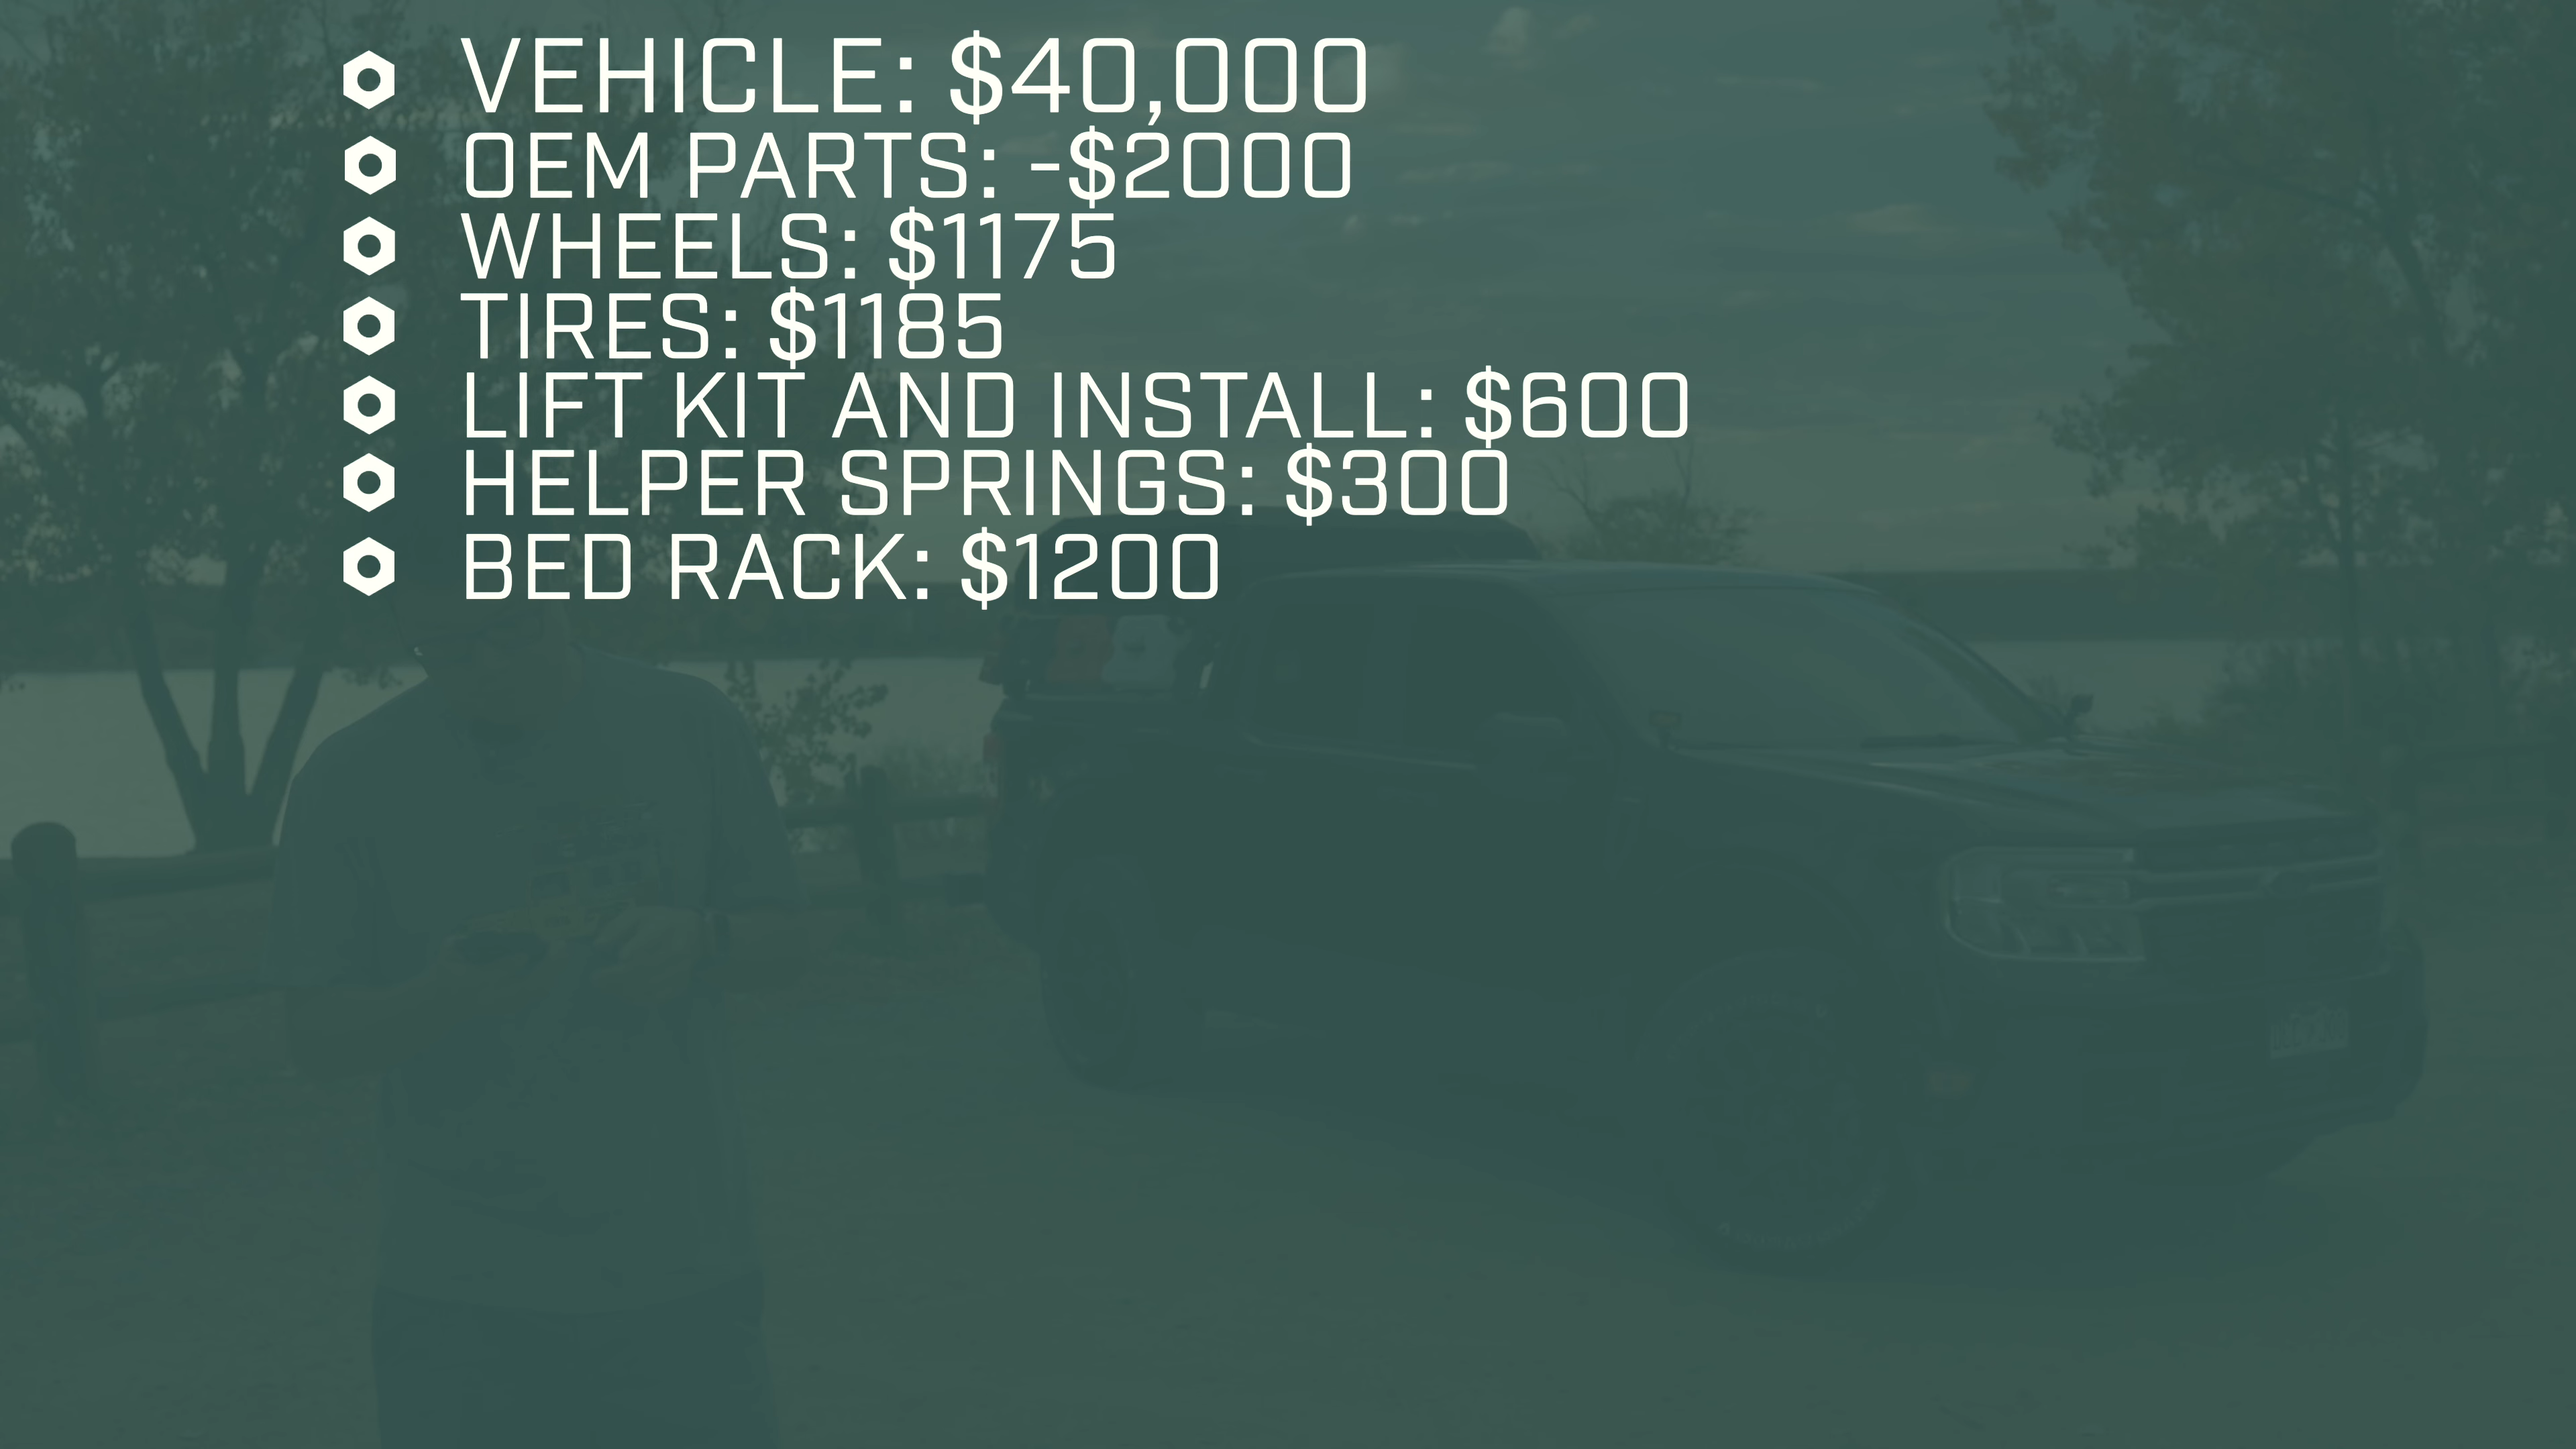 VEHICLE: $40,000
OEM PARTS: -$2000
WHEELS: $1175
TIRES: $1185
LIFT KIT AND INSTALL: $600
HELPER SPRINGS: $300
BED RACK: $1200